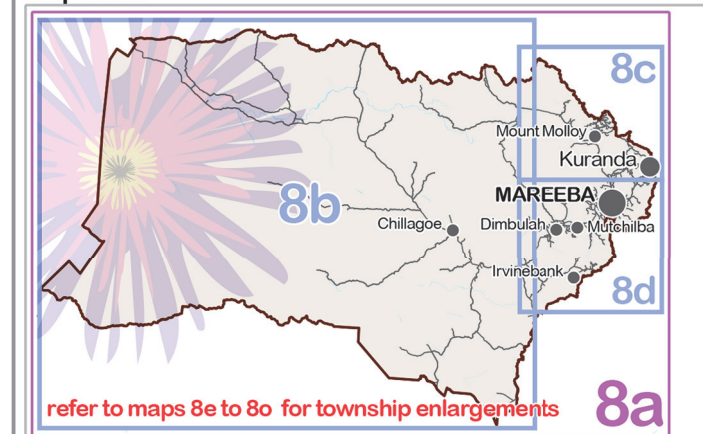 8c
Mount Molloy
Kuranda
MAREEBA
8b
Chillagoe
Dimbulah
Mutchilba
Irvinebank
8d
refer to maps 8e to 8o for township enlargements
8a